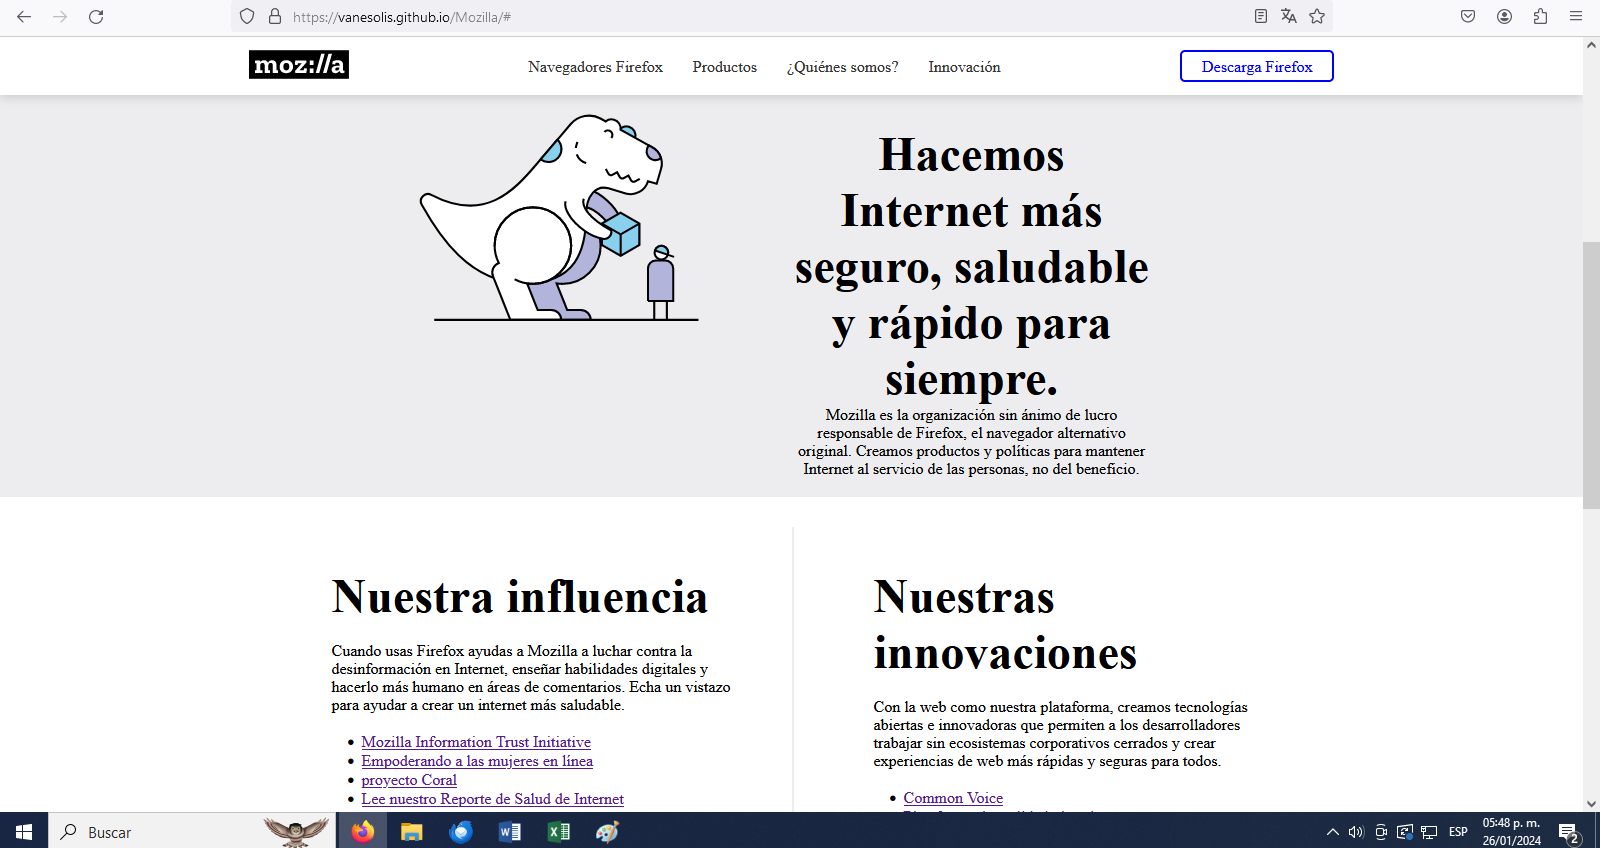 https://vanesolis.github.io/Mozilla/#
moz://a
Navegadores Firefox
Productos
¿Quiénes somos?
Innovación
Descarga Firefox
Hacemos
Internet más
seguro, saludable
y rápido para
siempre.
Mozilla es la organización sin ánimo de lucro
responsable de Firefox, el navegador alternativo
original. Creamos productos y políticas para mantener
Internet al servicio de las personas, no del beneficio.
Nuestra influencia
Cuando usas Firefox ayudas a Mozilla a luchar contra la
desinformación en Internet, enseñar habilidades digitales y
hacerlo más humano en áreas de comentarios. Echa un vistazo
para ayudar a crear un internet más saludable.
Mozilla Information Trust Initiative
Empoderando a las mujeres en línea
proyecto Coral
Lee nuestro Reporte de Salud de Internet
Nuestras
innovaciones
Con la web como nuestra plataforma, creamos tecnologías
abiertas e innovadoras que permiten a los desarrolladores
trabajar sin ecosistemas corporativos cerrados y crear
experiencias de web más rápidas y seguras para todos.
Common Voice
Buscar
ESP
05:48 p. m.
26/01/2024
2